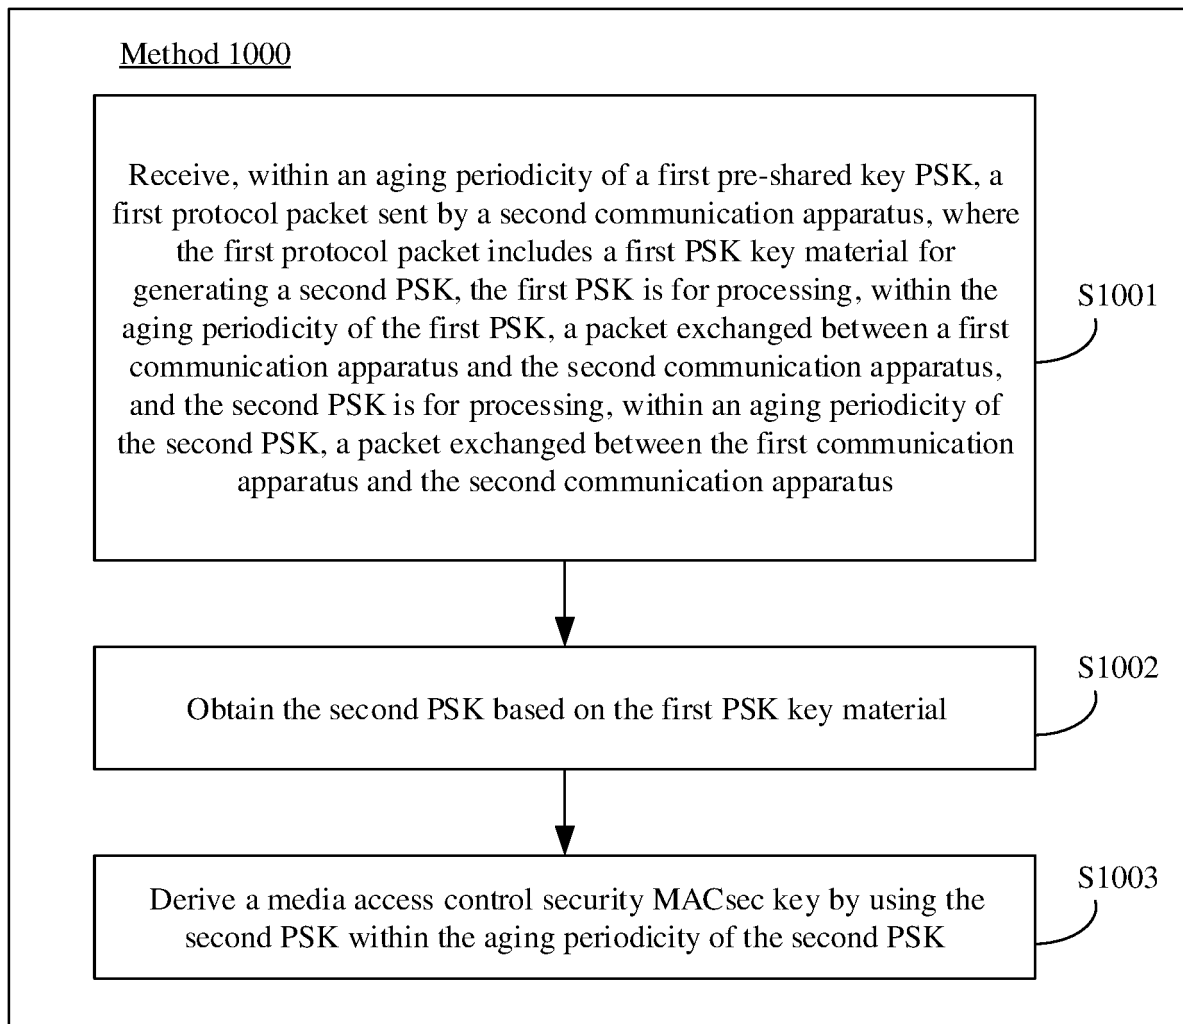 Method 1000
Receive, within an aging periodicity of a first pre-shared key PSK, a
first protocol packet sent by a second communication apparatus, where
the first protocol packet includes a first PSK key material for
generating a second PSK, the first PSK is for processing, within the
aging periodicity of the first PSK, a packet exchanged between a first
communication apparatus and the second communication apparatus,
and the second PSK is for processing, within an aging periodicity of
the second PSK, a packet exchanged between the first communication
apparatus and the second communication apparatus
S1001
Obtain the second PSK based on the first PSK key material
S1002
Derive a media access control security MACsec key by using the
second PSK within the aging periodicity of the second PSK
S1003